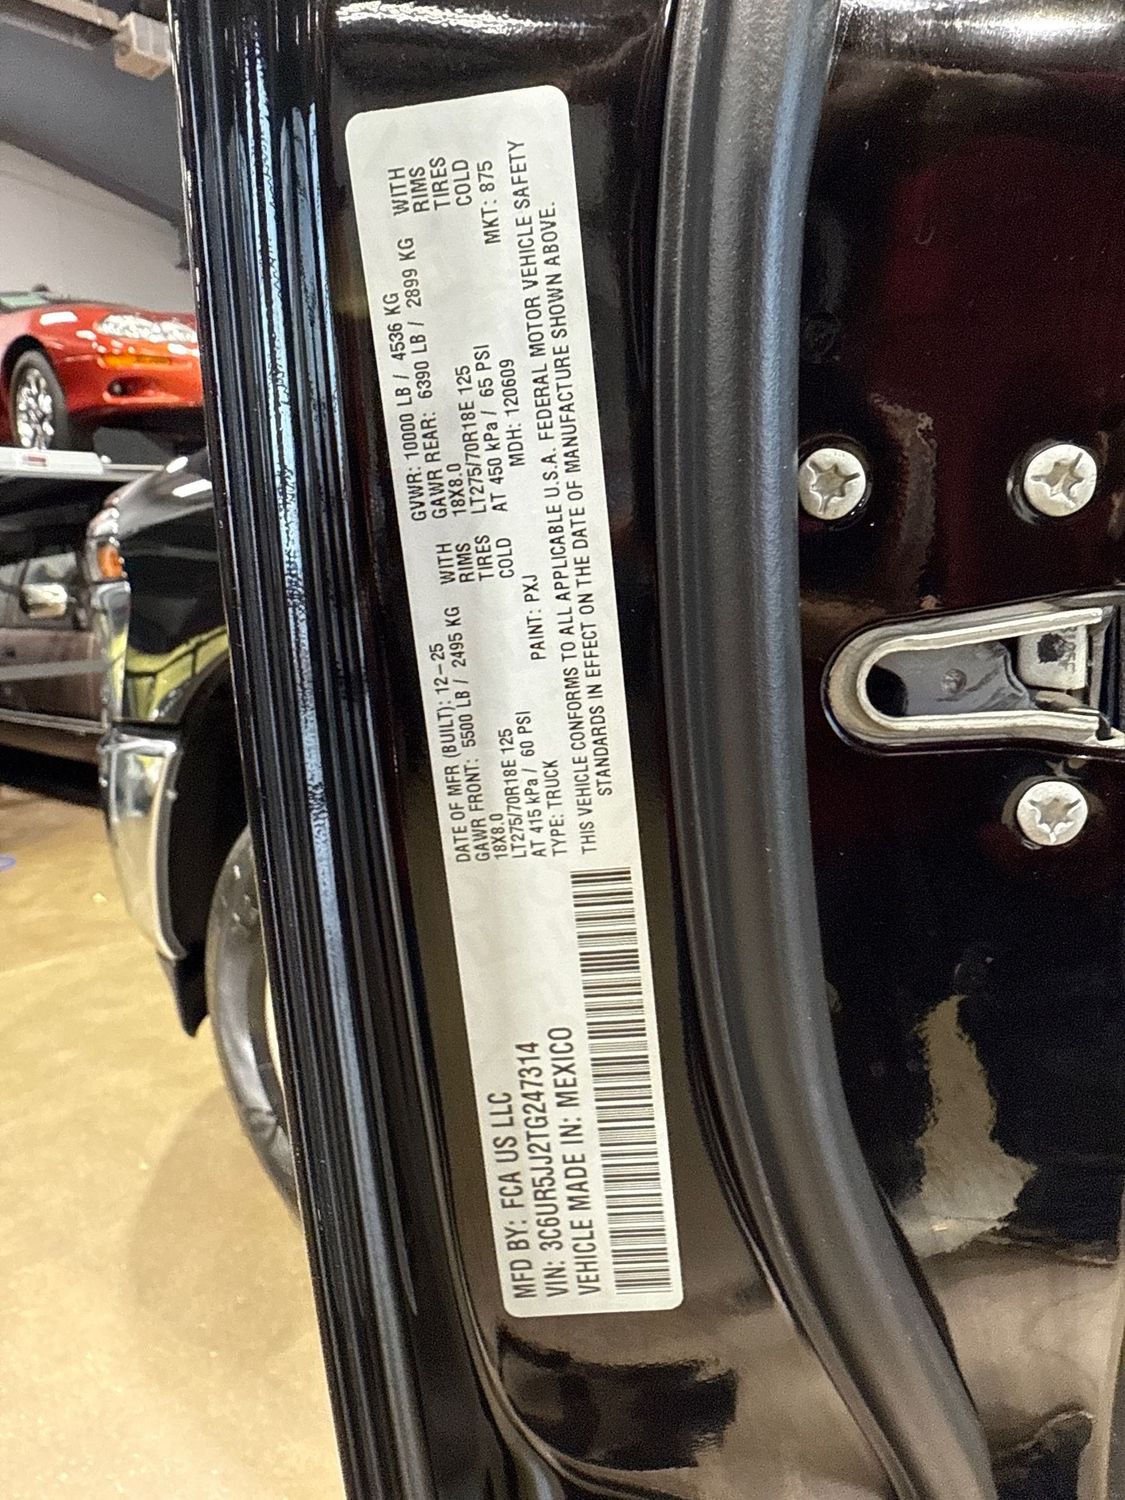 MFD BY: FCA US LLC
VIN: 3C6UR5JJ2TG247314
VEHICLE MADE IN: MEXICO
DATE OF MFR (BUILT): 12-25 GVWR: 10000 LB / 4536 KG
GAWR FRONT: 5500 LB / 2495 KG WITH GAWR REAR: 6390 LB / 2899 KG WITH
18X8.0 RIMS 18X8.0 RIMS
LT275/70R18E 125 TIRES LT275/70R18E 125 TIRES
AT 415 kPa / 60 PSI COLD AT 450 kPa / 65 PSI COLD
TYPE: TRUCK PAINT: PXJ MDH: 120609 MKT: 875
THIS VEHICLE CONFORMS TO ALL APPLICABLE U.S.A. FEDERAL MOTOR VEHICLE SAFETY
STANDARDS IN EFFECT ON THE DATE OF MANUFACTURE SHOWN ABOVE.